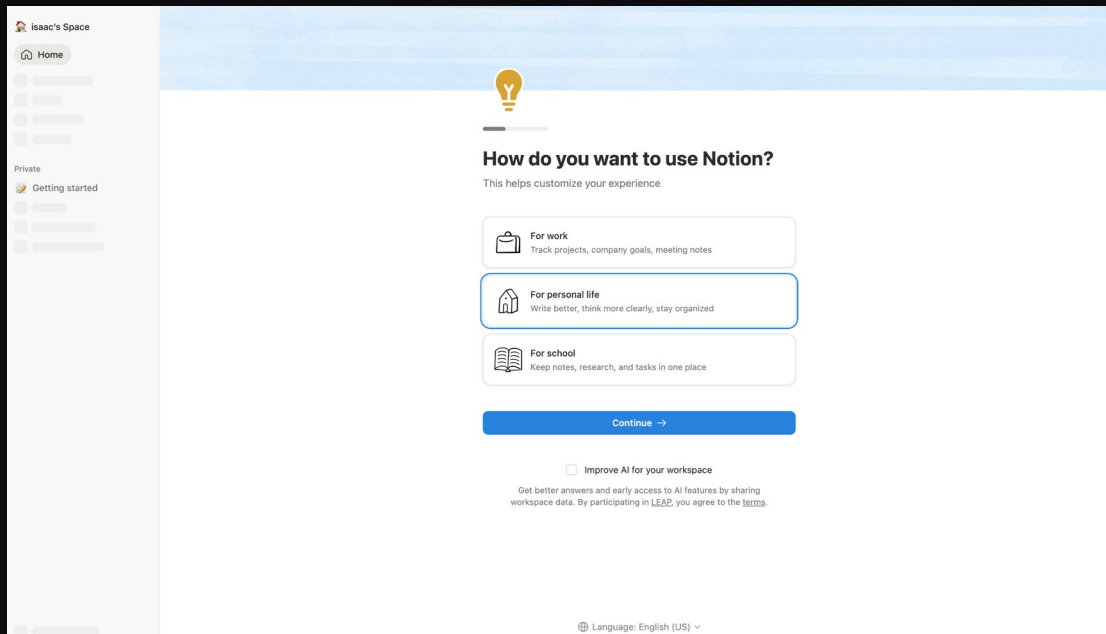 isaac's Space
Home
Private
Getting started
How do you want to use Notion?
This helps customize your experience
For work
Track projects, company goals, meeting notes
For personal life
Write better, think more clearly, stay organized
For school
Keep notes, research, and tasks in one place
Continue →
Improve AI for your workspace
Get better answers and early access to AI features by sharing
workspace data. By participating in LEAP, you agree to the terms.
Language: English (US)